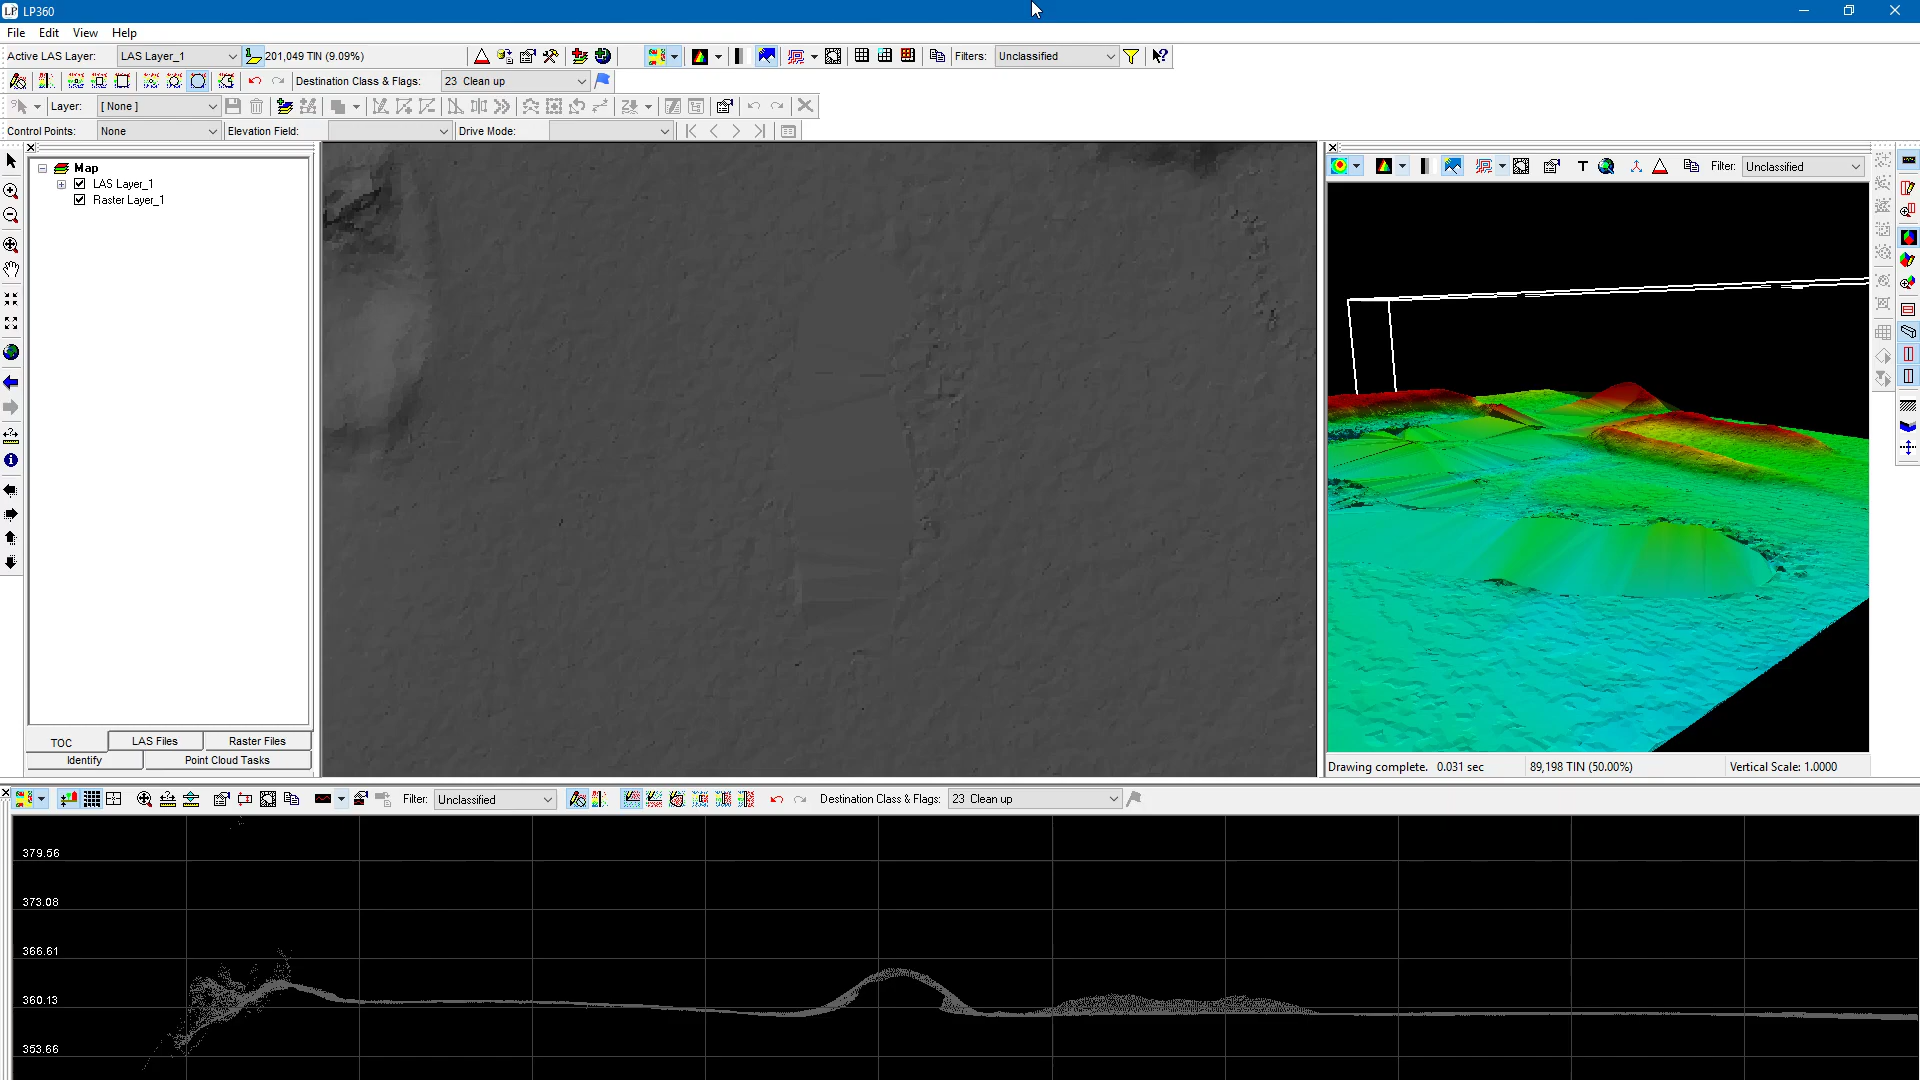 LP360
File Edit View Help
Active LAS Layer: LAS Layer_1 201,049 TIN (9.09%) Filters: Unclassified
Destination Class & Flags: 23 Clean up
Layer: [ None ]
Control Points: None Elevation Field: Drive Mode:
Map
LAS Layer_1
Raster Layer_1
TOC LAS Files Raster Files
Identify Point Cloud Tasks
T Filter: Unclassified
Drawing complete. 0.031 sec 89,198 TIN (50.00%) Vertical Scale: 1.0000
Filter: Unclassified Destination Class & Flags: 23 Clean up
379.56
373.08
366.61
360.13
353.66